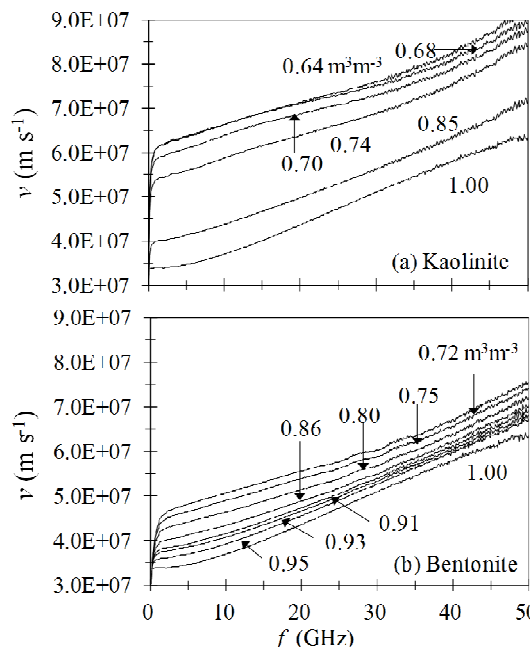 9.0E+07
8.0E+07
7.0E+07
6.0E+07
5.0E+07
4.0E+07
3.0E+07
v (m s-1)
0.64 m3m-3
0.68
0.70
0.74
0.85
1.00
(a) Kaolinite
9.0E+07
8.0E+07
7.0E+07
6.0E+07
5.0E+07
4.0E+07
3.0E+07
v (m s-1)
0.72 m3m-3
0.75
0.80
0.86
1.00
0.91
0.93
0.95
(b) Bentonite
0 10 20 30 40 50
f (GHz)